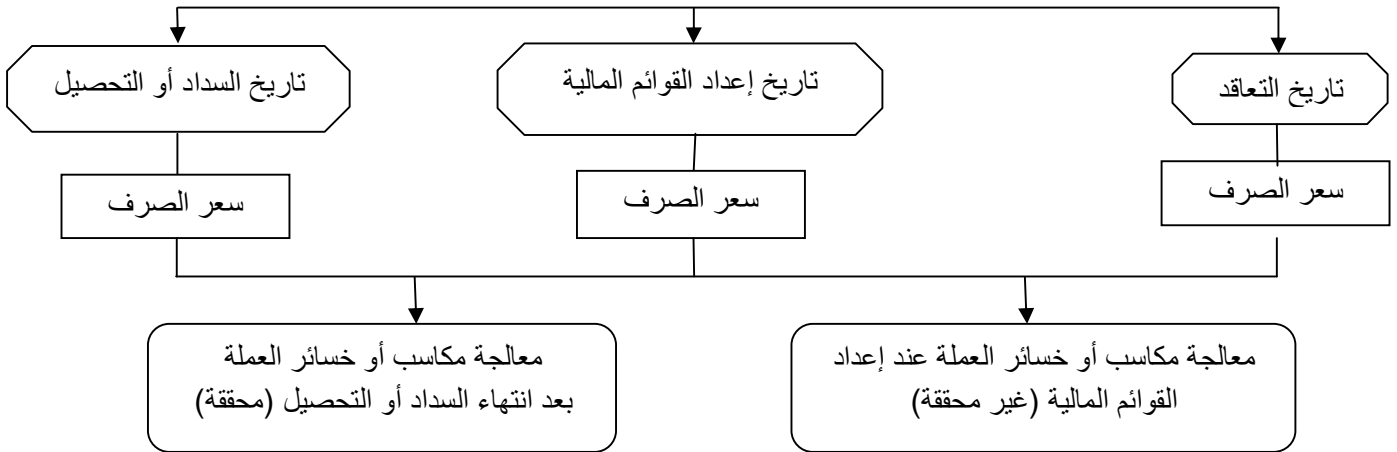 تاريخ التعاقد
تاريخ إعداد القوائم المالية
تاريخ السداد أو التحصيل
سعر الصرف
سعر الصرف
سعر الصرف
معالجة مكاسب أو خسائر العملة عند إعداد
القوائم المالية (غير محققة)
معالجة مكاسب أو خسائر العملة
بعد انتهاء السداد أو التحصيل (محققة)